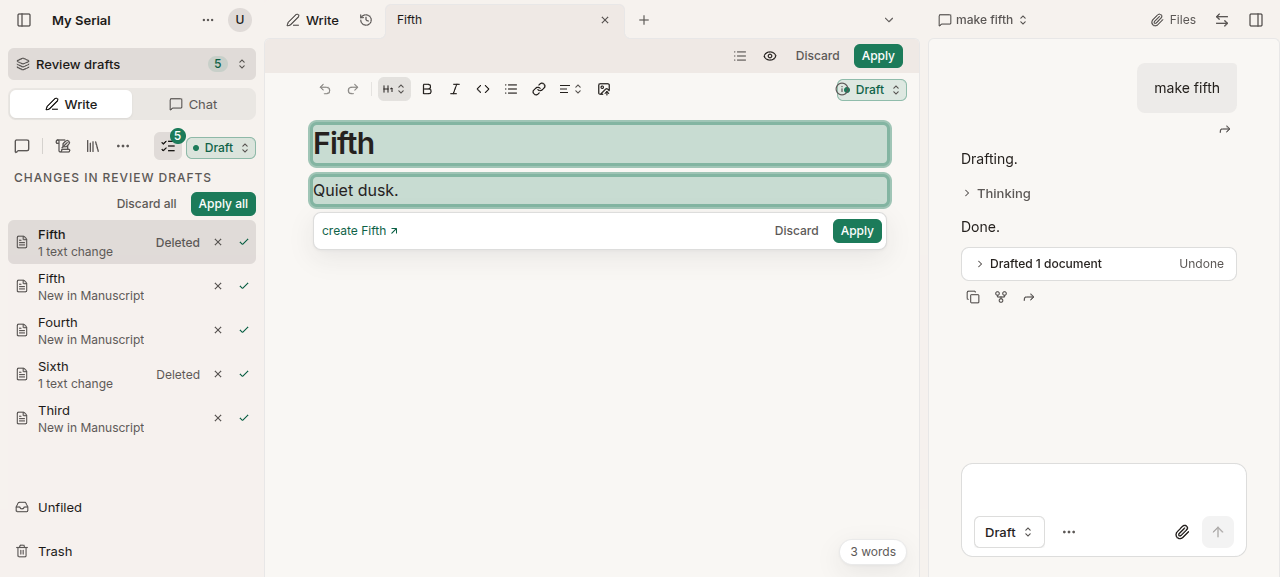 My Serial
U
Write
Fifth
make fifth
Files
Review drafts
5
Discard
Apply
Write
Chat
H1
B
I
Draft
5
Draft
CHANGES IN REVIEW DRAFTS
Discard all
Apply all
Fifth
1 text change
Deleted
Fifth
New in Manuscript
Fourth
New in Manuscript
Sixth
1 text change
Deleted
Third
New in Manuscript
Unfiled
Trash
Fifth
Quiet dusk.
create Fifth
Discard
Apply
3 words
make fifth
Drafting.
Thinking
Done.
Drafted 1 document
Undone
Draft